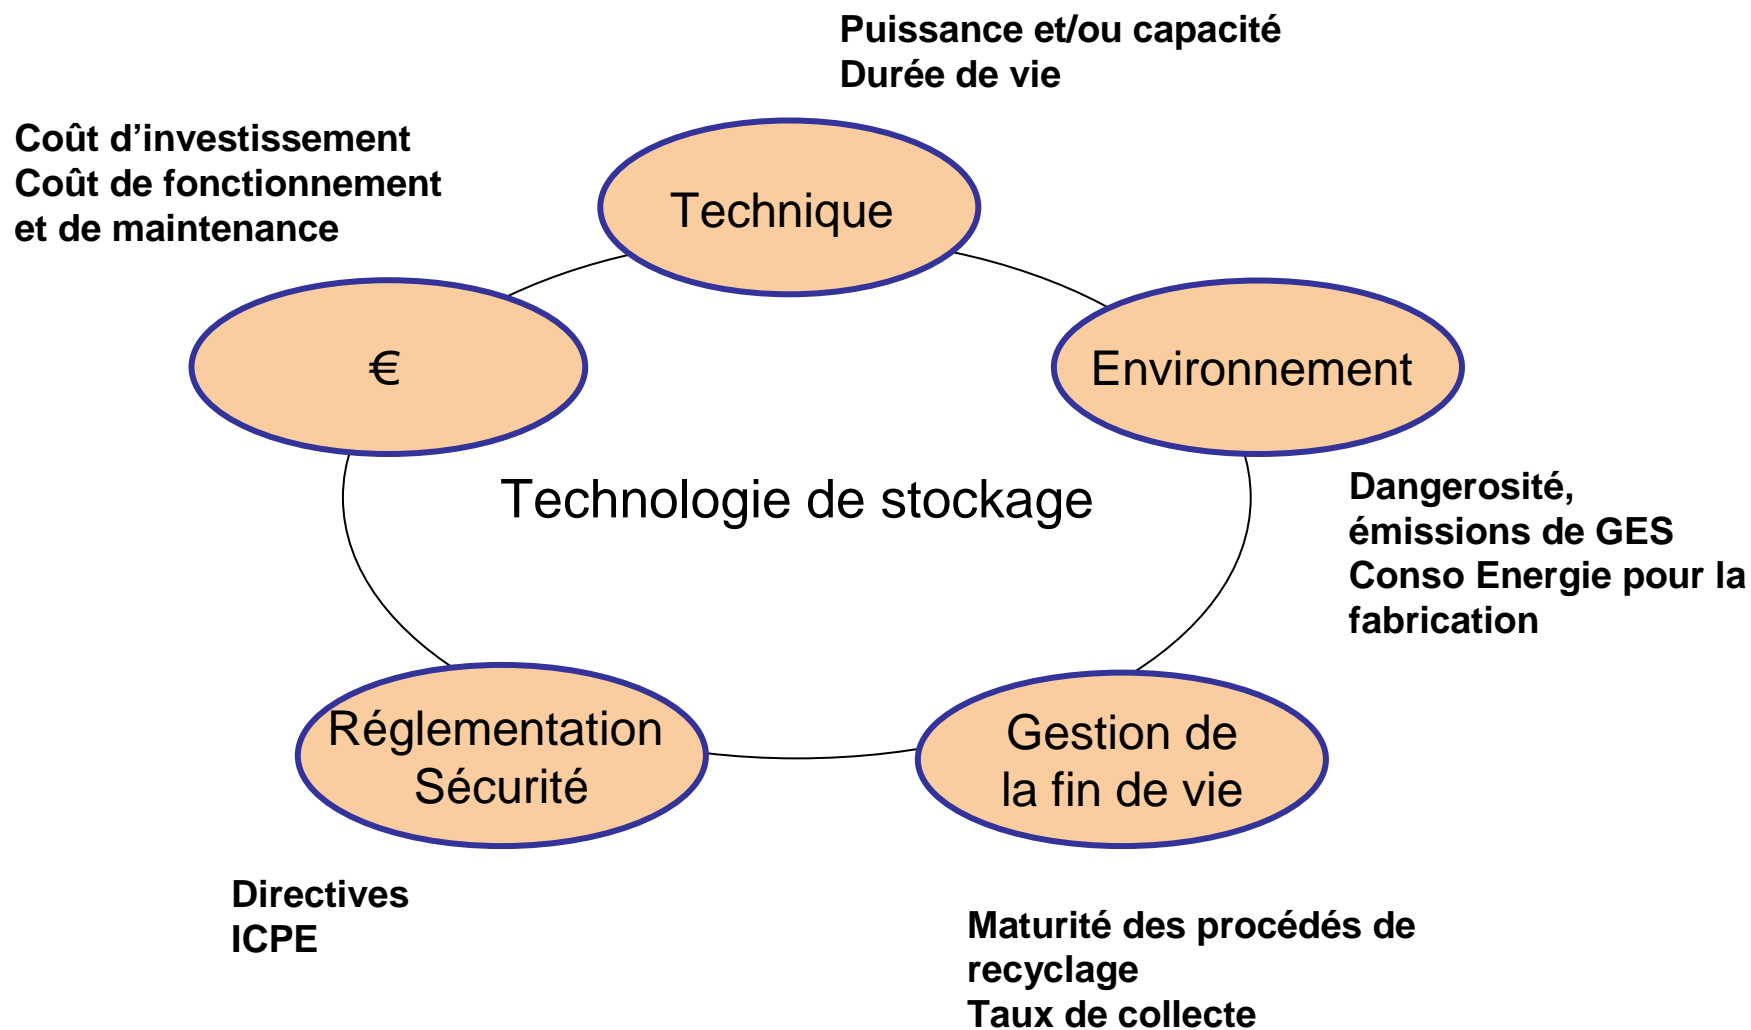 Puissance et/ou capacité
Durée de vie
Coût d’investissement
Coût de fonctionnement
et de maintenance
Technique
€
Environnement
Technologie de stockage
Dangerosité,
émissions de GES
Conso Energie pour la
fabrication
Réglementation
Sécurité
Gestion de
la fin de vie
Directives
ICPE
Maturité des procédés de
recyclage
Taux de collecte